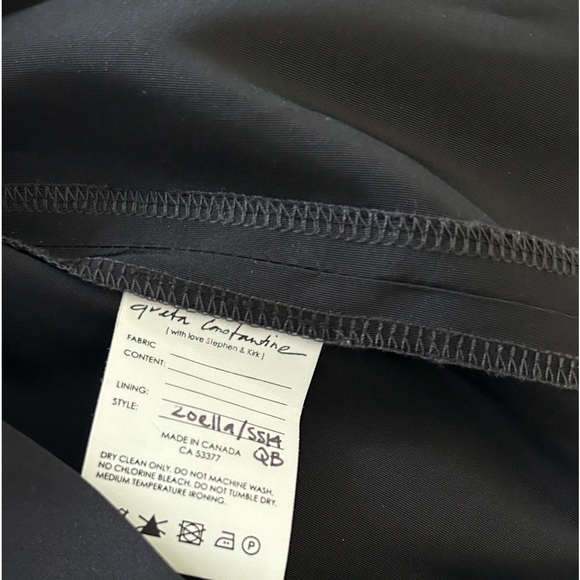 greta constantine
[ with love Stephen & Kirk ]
FABRIC
CONTENT:
LINING:
STYLE: zoella/SS14
QB
MADE IN CANADA
CA 53377
DRY CLEAN ONLY. DO NOT MACHINE WASH.
NO CHLORINE BLEACH. DO NOT TUMBLE DRY.
MEDIUM TEMPERATURE IRONING.
P